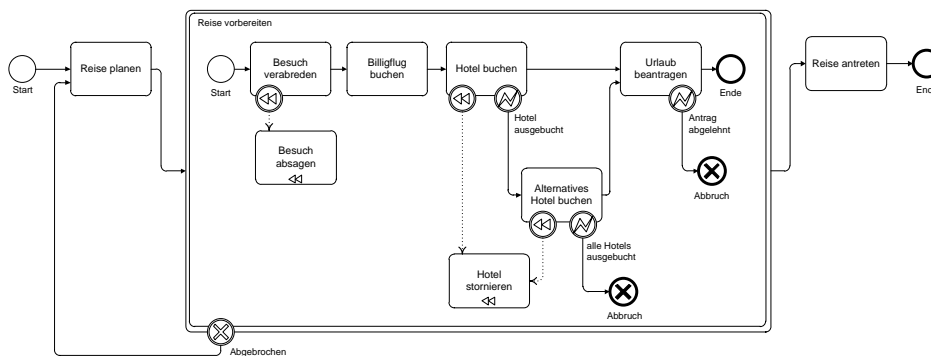 Reise vorbereiten
Start
Reise planen
Start
Besuch
verabreden
Billigflug
buchen
Hotel buchen
Urlaub
beantragen
Ende
Reise antreten
End
Hotel
ausgebucht
Antrag
abgelehnt
Besuch
absagen
Alternatives
Hotel buchen
Abbruch
alle Hotels
ausgebucht
Hotel
stornieren
Abbruch
Abgebrochen